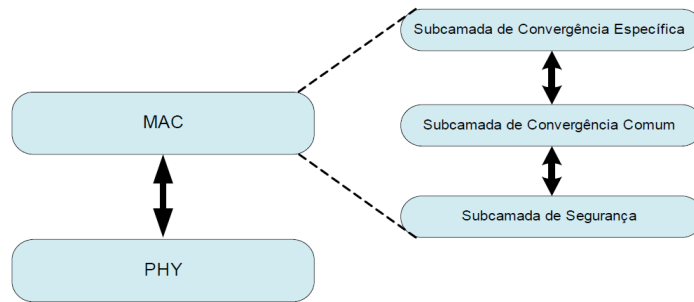 MAC
PHY
Subcamada de Convergência Específica
Subcamada de Convergência Comum
Subcamada de Segurança